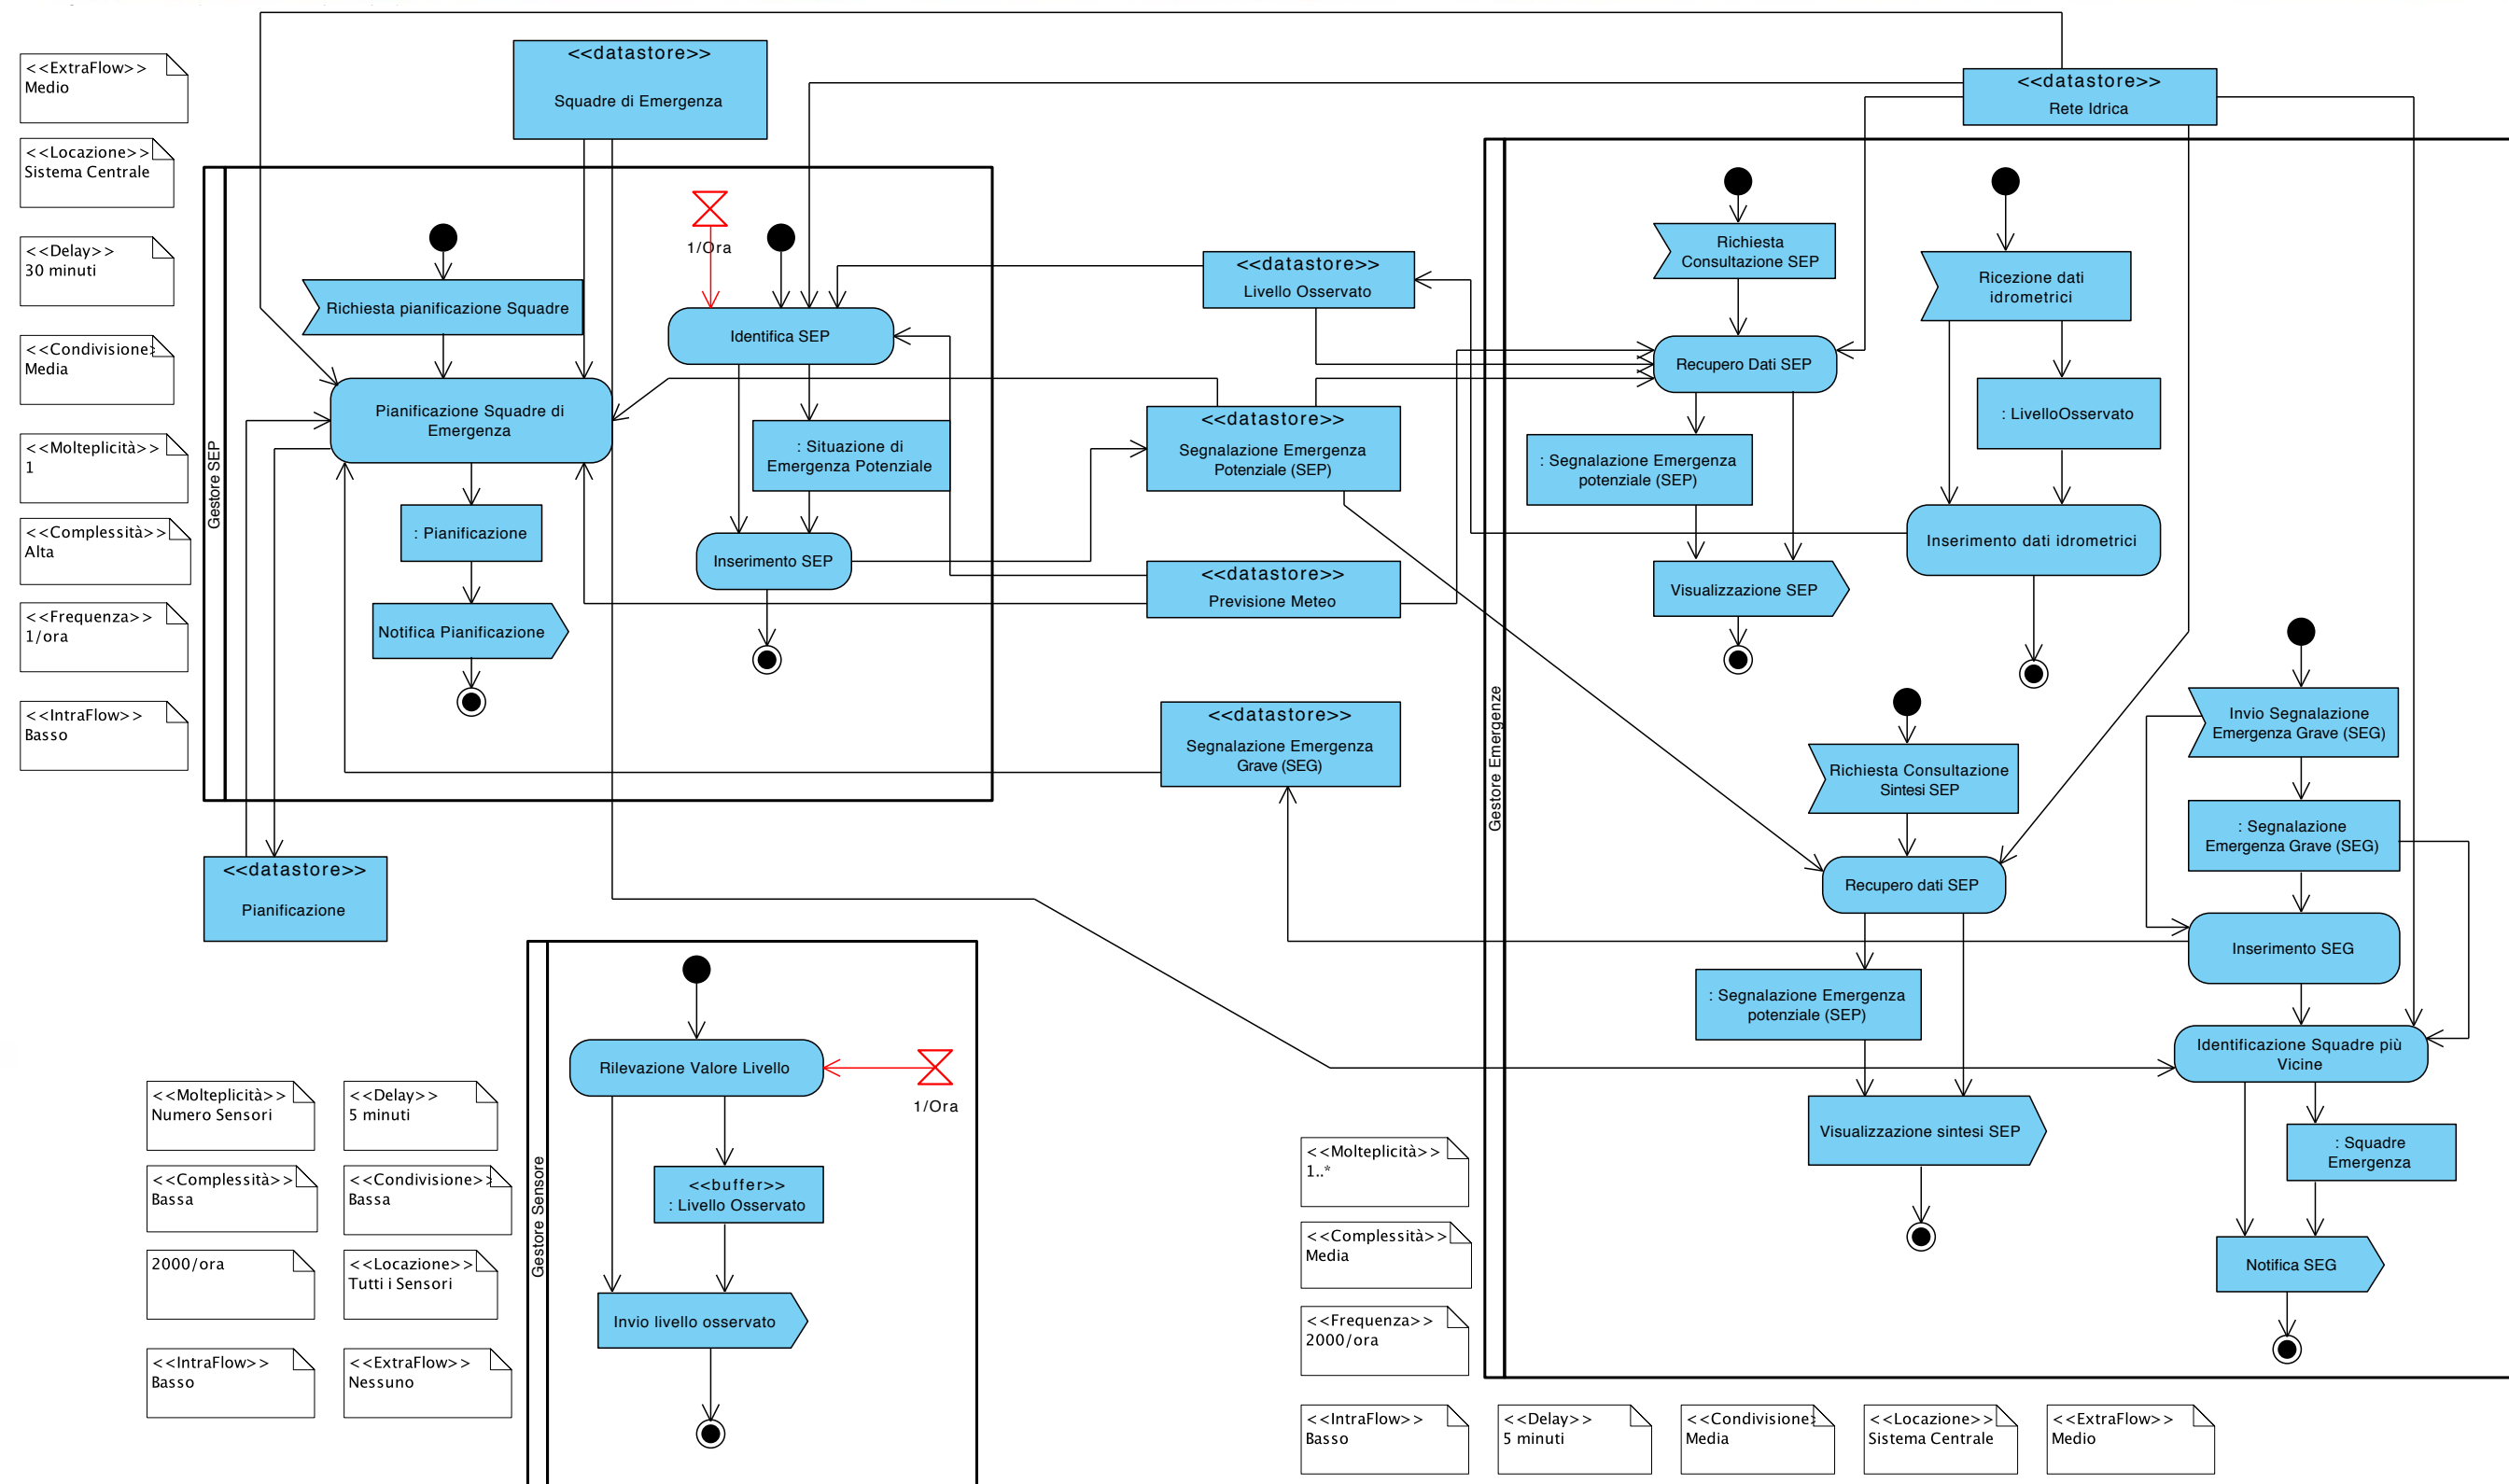 <<ExtraFlow>>
Medio
<<Locazione>>
Sistema Centrale
<<Delay>>
30 minuti
<<Condivisione>
Media
<<Molteplicità>>
1
<<Complessità>>
Alta
<<Frequenza>>
1/ora
<<IntraFlow>>
Basso
<<datastore>>
Squadre di Emergenza
<<datastore>>
Rete Idrica
Gestore SEP
1/Ora
Richiesta pianificazione Squadre
Identifica SEP
Pianificazione Squadre di
Emergenza
: Situazione di
Emergenza Potenziale
: Pianificazione
Inserimento SEP
Notifica Pianificazione
<<datastore>>
Pianificazione
<<datastore>>
Livello Osservato
<<datastore>>
Segnalazione Emergenza
Potenziale (SEP)
<<datastore>>
Previsione Meteo
<<datastore>>
Segnalazione Emergenza
Grave (SEG)
Gestore Emergenze
Richiesta
Consultazione SEP
Ricezione dati
idrometrici
Recupero Dati SEP
: LivelloOsservato
: Segnalazione Emergenza
potenziale (SEP)
Inserimento dati idrometrici
Visualizzazione SEP
Invio Segnalazione
Emergenza Grave (SEG)
Richiesta Consultazione
Sintesi SEP
: Segnalazione
Emergenza Grave (SEG)
Recupero dati SEP
Inserimento SEG
: Segnalazione Emergenza
potenziale (SEP)
Identificazione Squadre più
Vicine
Visualizzazione sintesi SEP
: Squadre
Emergenza
Notifica SEG
Gestore Sensore
Rilevazione Valore Livello
1/Ora
<<buffer>>
: Livello Osservato
Invio livello osservato
<<Molteplicità>>
Numero Sensori
<<Delay>>
5 minuti
<<Complessità>>
Bassa
<<Condivisione>>
Bassa
2000/ora
<<Locazione>>
Tutti i Sensori
<<IntraFlow>>
Basso
<<ExtraFlow>>
Nessuno
<<Molteplicità>>
1..*
<<Complessità>>
Media
<<Frequenza>>
2000/ora
<<IntraFlow>>
Basso
<<Delay>>
5 minuti
<<Condivisione>
Media
<<Locazione>>
Sistema Centrale
<<ExtraFlow>>
Medio